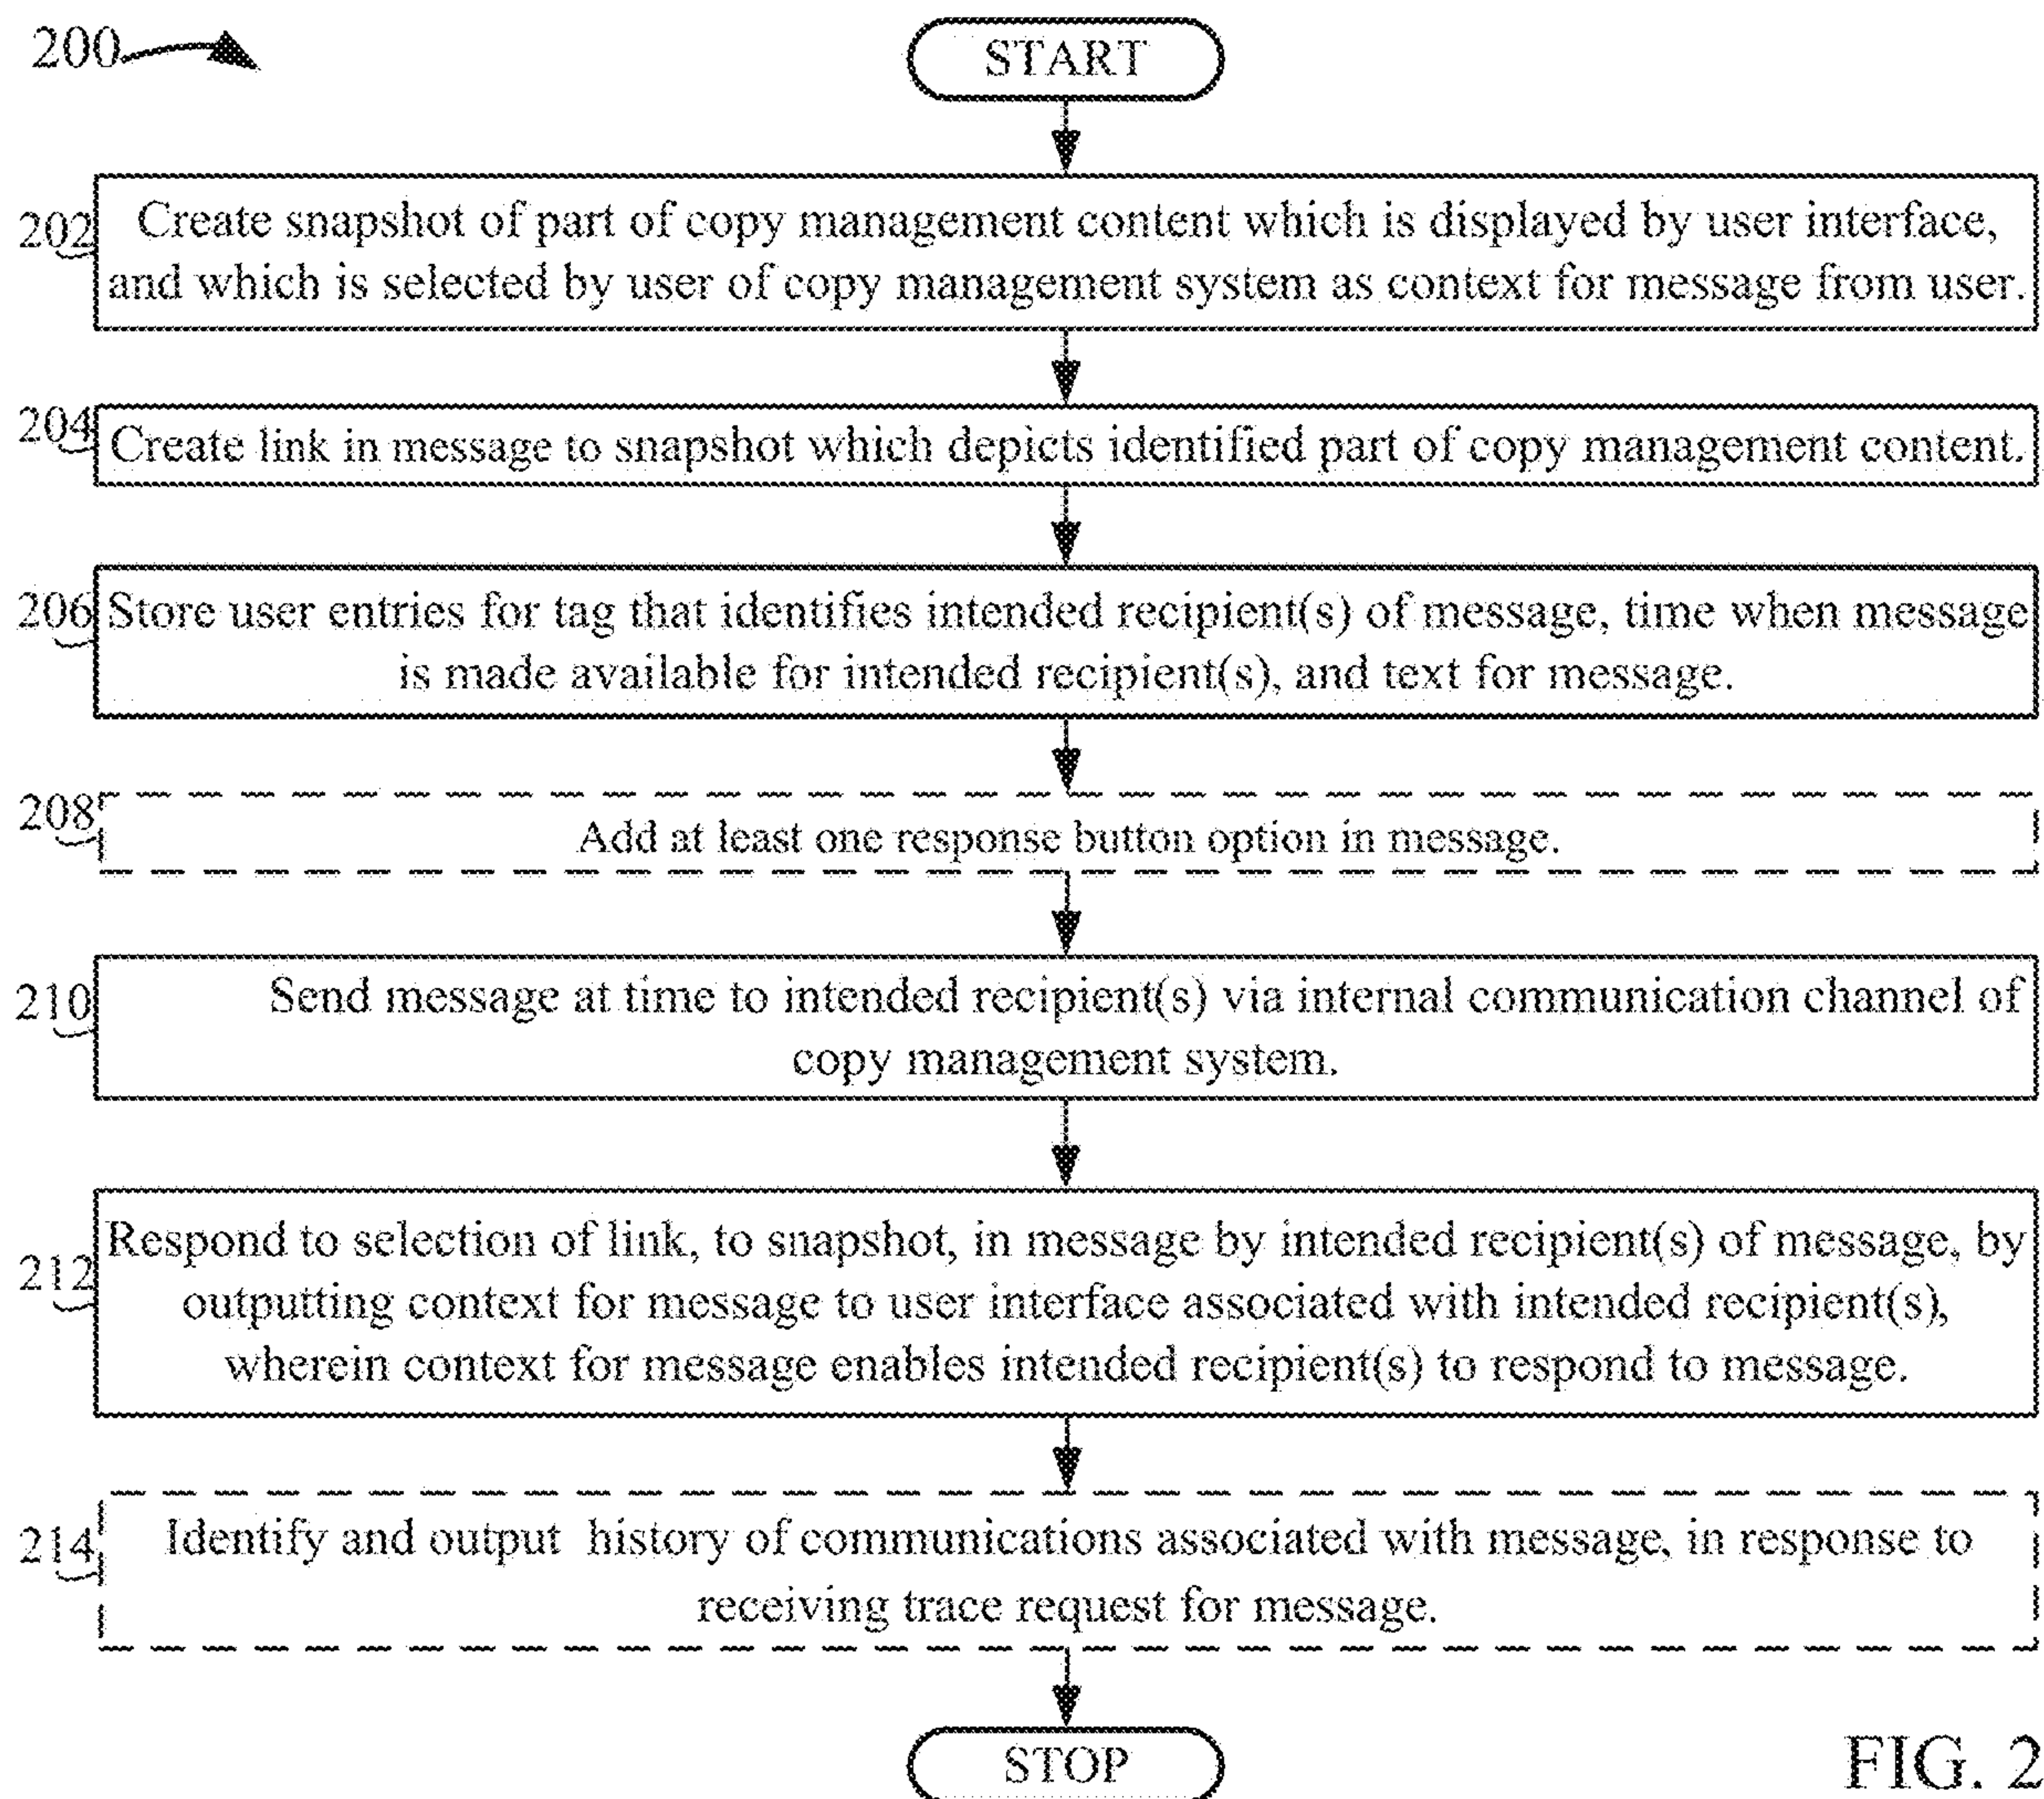 200
START
202
Create snapshot of part of copy management content which is displayed by user interface,
and which is selected by user of copy management system as context for message from user.
204
Create link in message to snapshot which depicts identified part of copy management content.
206
Store user entries for tag that identifies intended recipient(s) of message, time when message
is made available for intended recipient(s), and text for message.
208
Add at least one response button option in message.
210
Send message at time to intended recipient(s) via internal communication channel of
copy management system.
212
Respond to selection of link, to snapshot, in message by intended recipient(s) of message, by
outputting context for message to user interface associated with intended recipient(s),
wherein context for message enables intended recipient(s) to respond to message.
214
Identify and output history of communications associated with message, in response to
receiving trace request for message.
STOP
FIG. 2